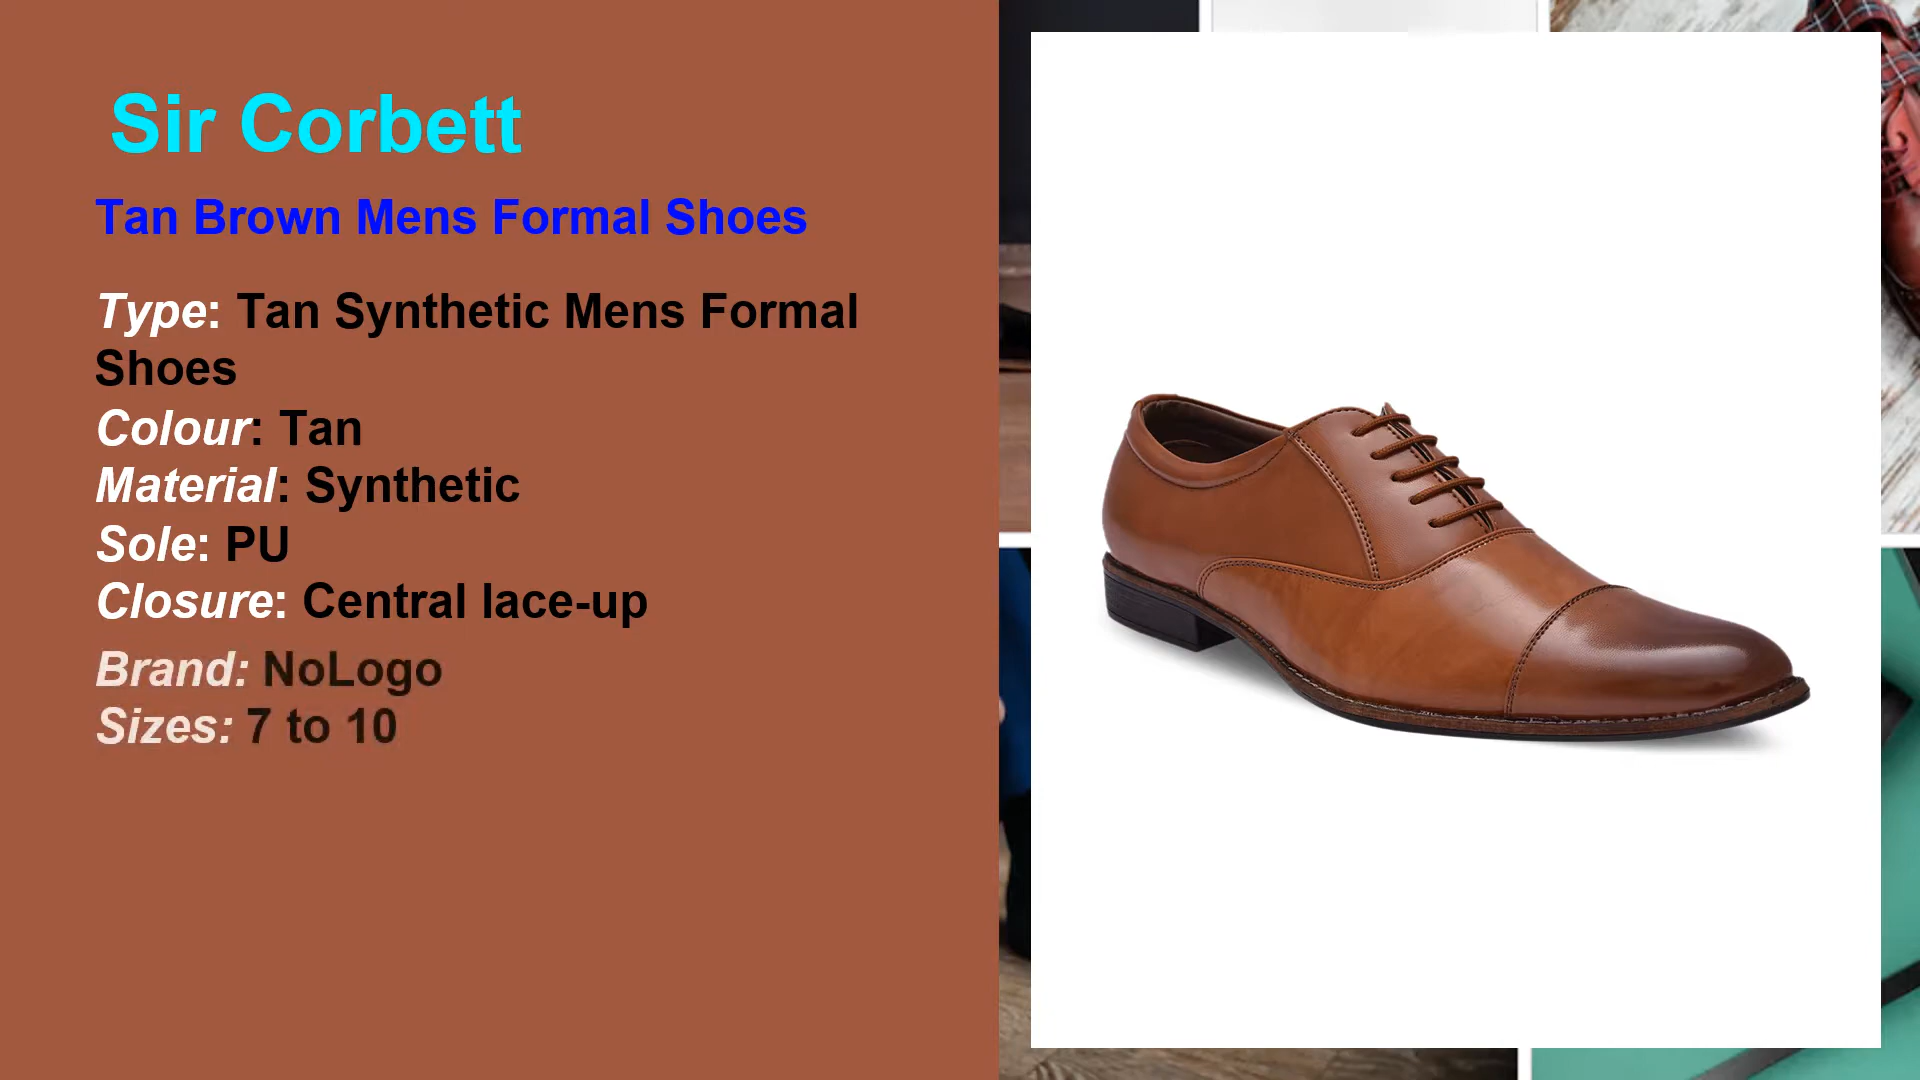 Sir Corbett
Tan Brown Mens Formal Shoes
Type: Tan Synthetic Mens Formal
Shoes
Colour: Tan
Material: Synthetic
Sole: PU
Closure: Central lace-up
Brand: NoLogo
Sizes: 7 to 10